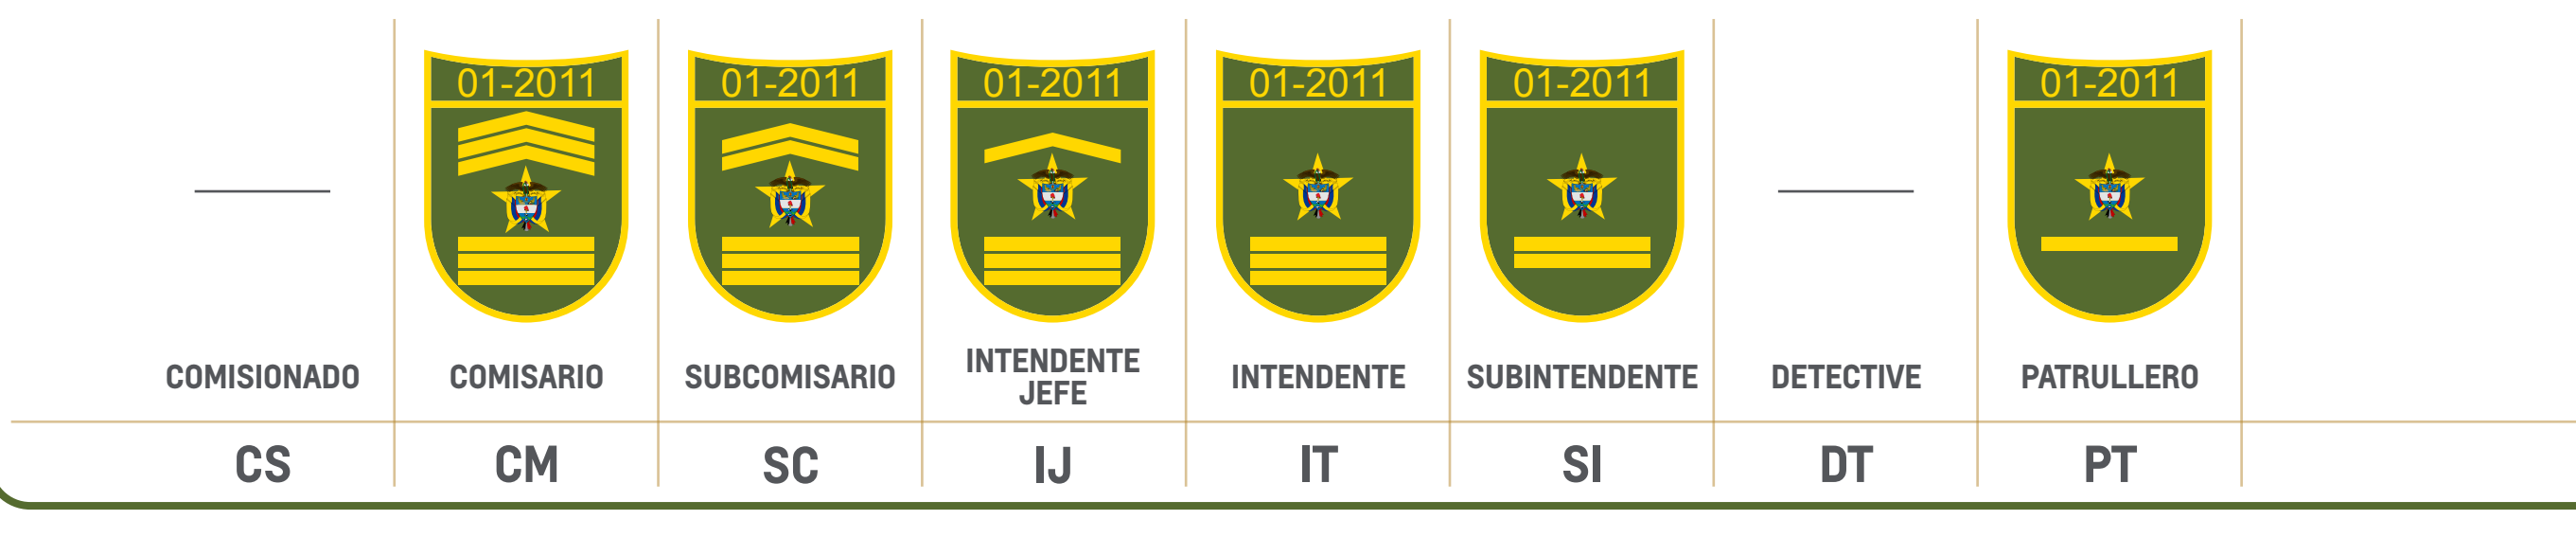 01-2011 01-2011 01-2011 01-2011 01-2011 01-2011
COMISIONADO COMISARIO SUBCOMISARIO INTENDENTE JEFE INTENDENTE SUBINTENDENTE DETECTIVE PATRULLERO
CS CM SC IJ IT SI DT PT